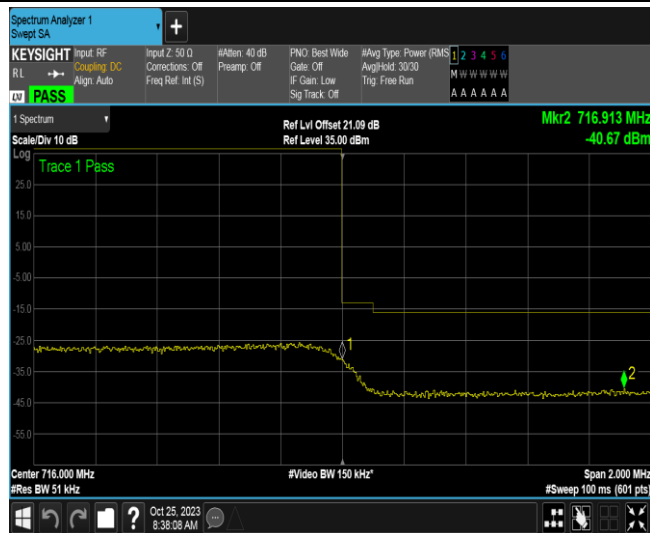 Spectrum Analyzer 1
Swept SA
KEYSIGHT
RL
LXI PASS
Input: RF
Coupling: DC
Align: Auto
Input Z: 50 Ω
Corrections: Off
Freq Ref: Int (S)
#Atten: 40 dB
Preamp: Off
PNO: Best Wide
Gate: Off
IF Gain: Low
Sig Track: Off
#Avg Type: Power (RMS
Avg|Hold: 30/30
Trig: Free Run
1 2 3 4 5 6
M W W W W W
A A A A A A
1 Spectrum
Scale/Div 10 dB
Ref Lvl Offset 21.09 dB
Ref Level 35.00 dBm
Mkr2 716.913 MHz
-40.67 dBm
Log
Trace 1 Pass
25.0
15.0
5.00
-5.00
-15.0
-25.0
1
-35.0
2
-45.0
-55.0
Center 716.000 MHz
#Res BW 51 kHz
#Video BW 150 kHz*
Span 2.000 MHz
#Sweep 100 ms (601 pts)
?
Oct 25, 2023
8:38:08 AM